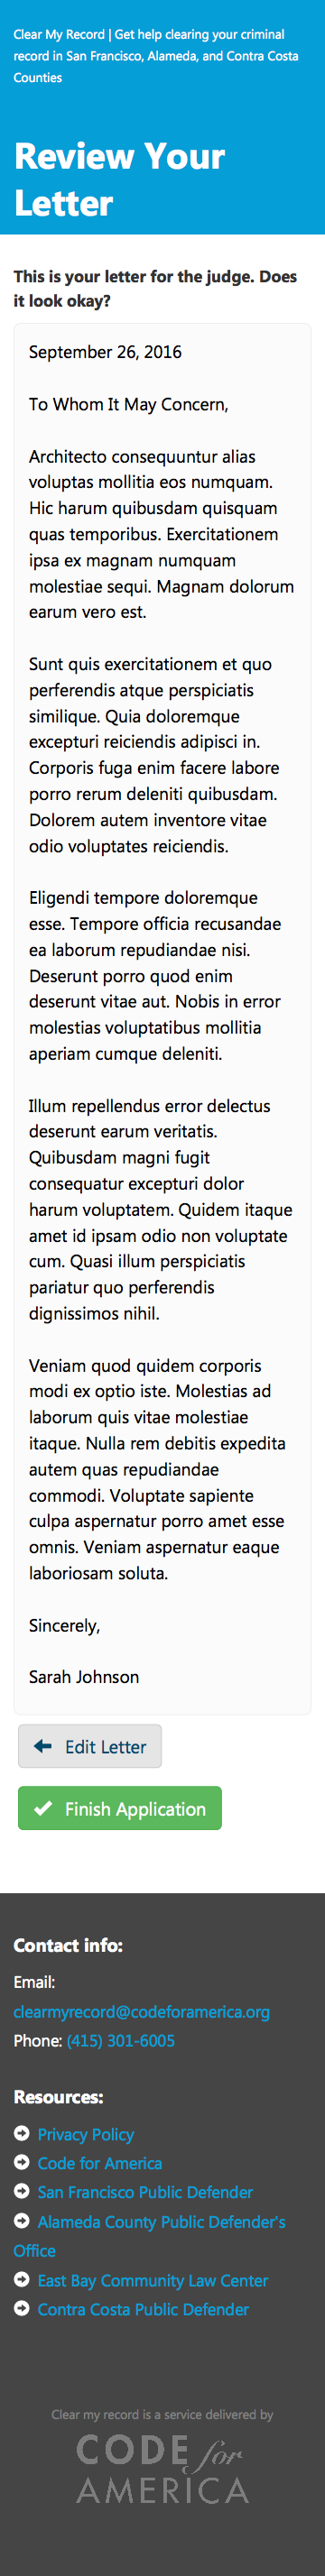 Clear My Record | Get help clearing your criminal
record in San Francisco, Alameda, and Contra Costa
Counties
Review Your
Letter
This is your letter for the judge. Does
it look okay?
September 26, 2016
To Whom It May Concern,
Architecto consequuntur alias
voluptas mollitia eos numquam.
Hic harum quibusdam quisquam
quas temporibus. Exercitationem
ipsa ex magnam numquam
molestiae sequi. Magnam dolorum
earum vero est.
Sunt quis exercitationem et quo
perferendis atque perspiciatis
similique. Quia doloremque
excepturi reiciendis adipisci in.
Corporis fuga enim facere labore
porro rerum deleniti quibusdam.
Dolorem autem inventore vitae
odio voluptates reiciendis.
Eligendi tempore doloremque
esse. Tempore officia recusandae
ea laborum repudiandae nisi.
Deserunt porro quod enim
deserunt vitae aut. Nobis in error
molestias voluptatibus mollitia
aperiam cumque deleniti.
Illum repellendus error delectus
deserunt earum veritatis.
Quibusdam magni fugit
consequatur excepturi dolor
harum voluptatem. Quidem itaque
amet id ipsam odio non voluptate
cum. Quasi illum perspiciatis
pariatur quo perferendis
dignissimos nihil.
Veniam quod quidem corporis
modi ex optio iste. Molestias ad
laborum quis vitae molestiae
itaque. Nulla rem debitis expedita
autem quas repudiandae
commodi. Voluptate sapiente
culpa aspernatur porro amet esse
omnis. Veniam aspernatur eaque
laboriosam soluta.
Sincerely,
Sarah Johnson
Edit Letter
Finish Application
Contact info:
Email:
clearmyrecord@codeforamerica.org
Phone: (415) 301-6005
Resources:
Privacy Policy
Code for America
San Francisco Public Defender
Alameda County Public Defender's
Office
East Bay Community Law Center
Contra Costa Public Defender
Clear my record is a service delivered by
CODE for
AMERICA